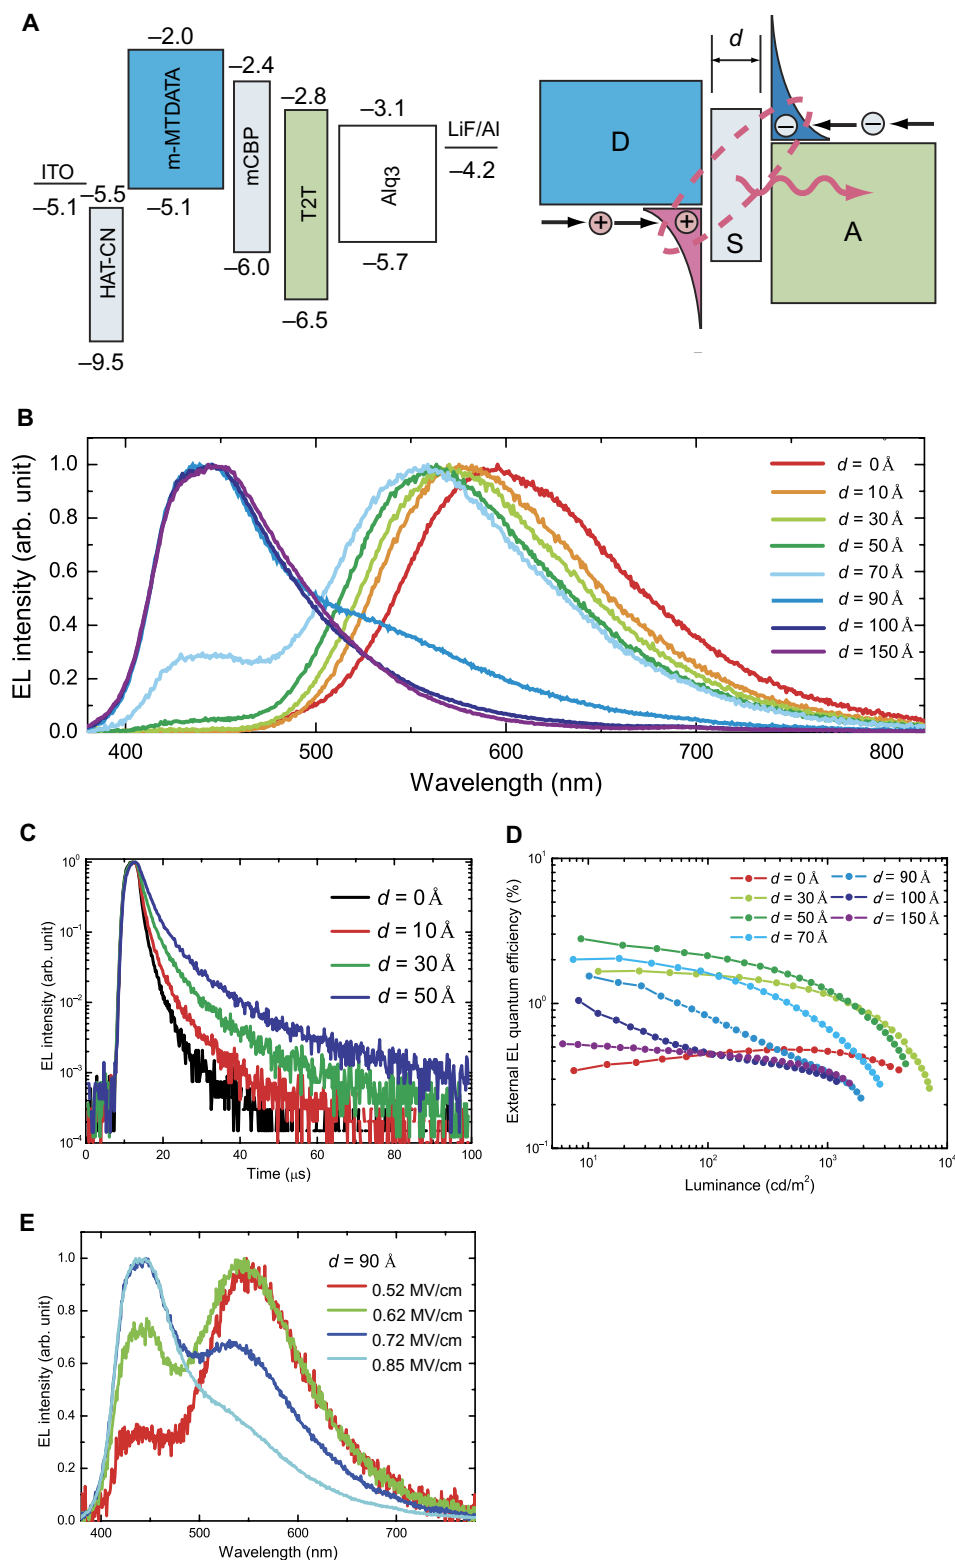 A
–2.0
m-MTDATA
–5.1
–2.4
mCBP
–6.0
–2.8
T2T
–6.5
–3.1
Alq3
–5.7
LiF/Al
–4.2
ITO
–5.1
–5.5
HAT-CN
–9.5
d
D
S
A
+
+
–
–
B
EL intensity (arb. unit)
1.0
0.8
0.6
0.4
0.2
0.0
400
500
600
700
800
Wavelength (nm)
d = 0 Å
d = 10 Å
d = 30 Å
d = 50 Å
d = 70 Å
d = 90 Å
d = 100 Å
d = 150 Å
C
EL intensity (arb. unit)
10⁰
10⁻¹
10⁻²
10⁻³
10⁻⁴
0
20
40
60
80
100
Time (μs)
d = 0 Å
d = 10 Å
d = 30 Å
d = 50 Å
D
External EL quantum efficiency (%)
10¹
10⁰
10⁻¹
10¹
10²
10³
10⁴
Luminance (cd/m²)
d = 0 Å
d = 30 Å
d = 50 Å
d = 70 Å
d = 90 Å
d = 100 Å
d = 150 Å
E
EL intensity (arb. unit)
1.0
0.8
0.6
0.4
0.2
0.0
400
500
600
700
Wavelength (nm)
d = 90 Å
0.52 MV/cm
0.62 MV/cm
0.72 MV/cm
0.85 MV/cm